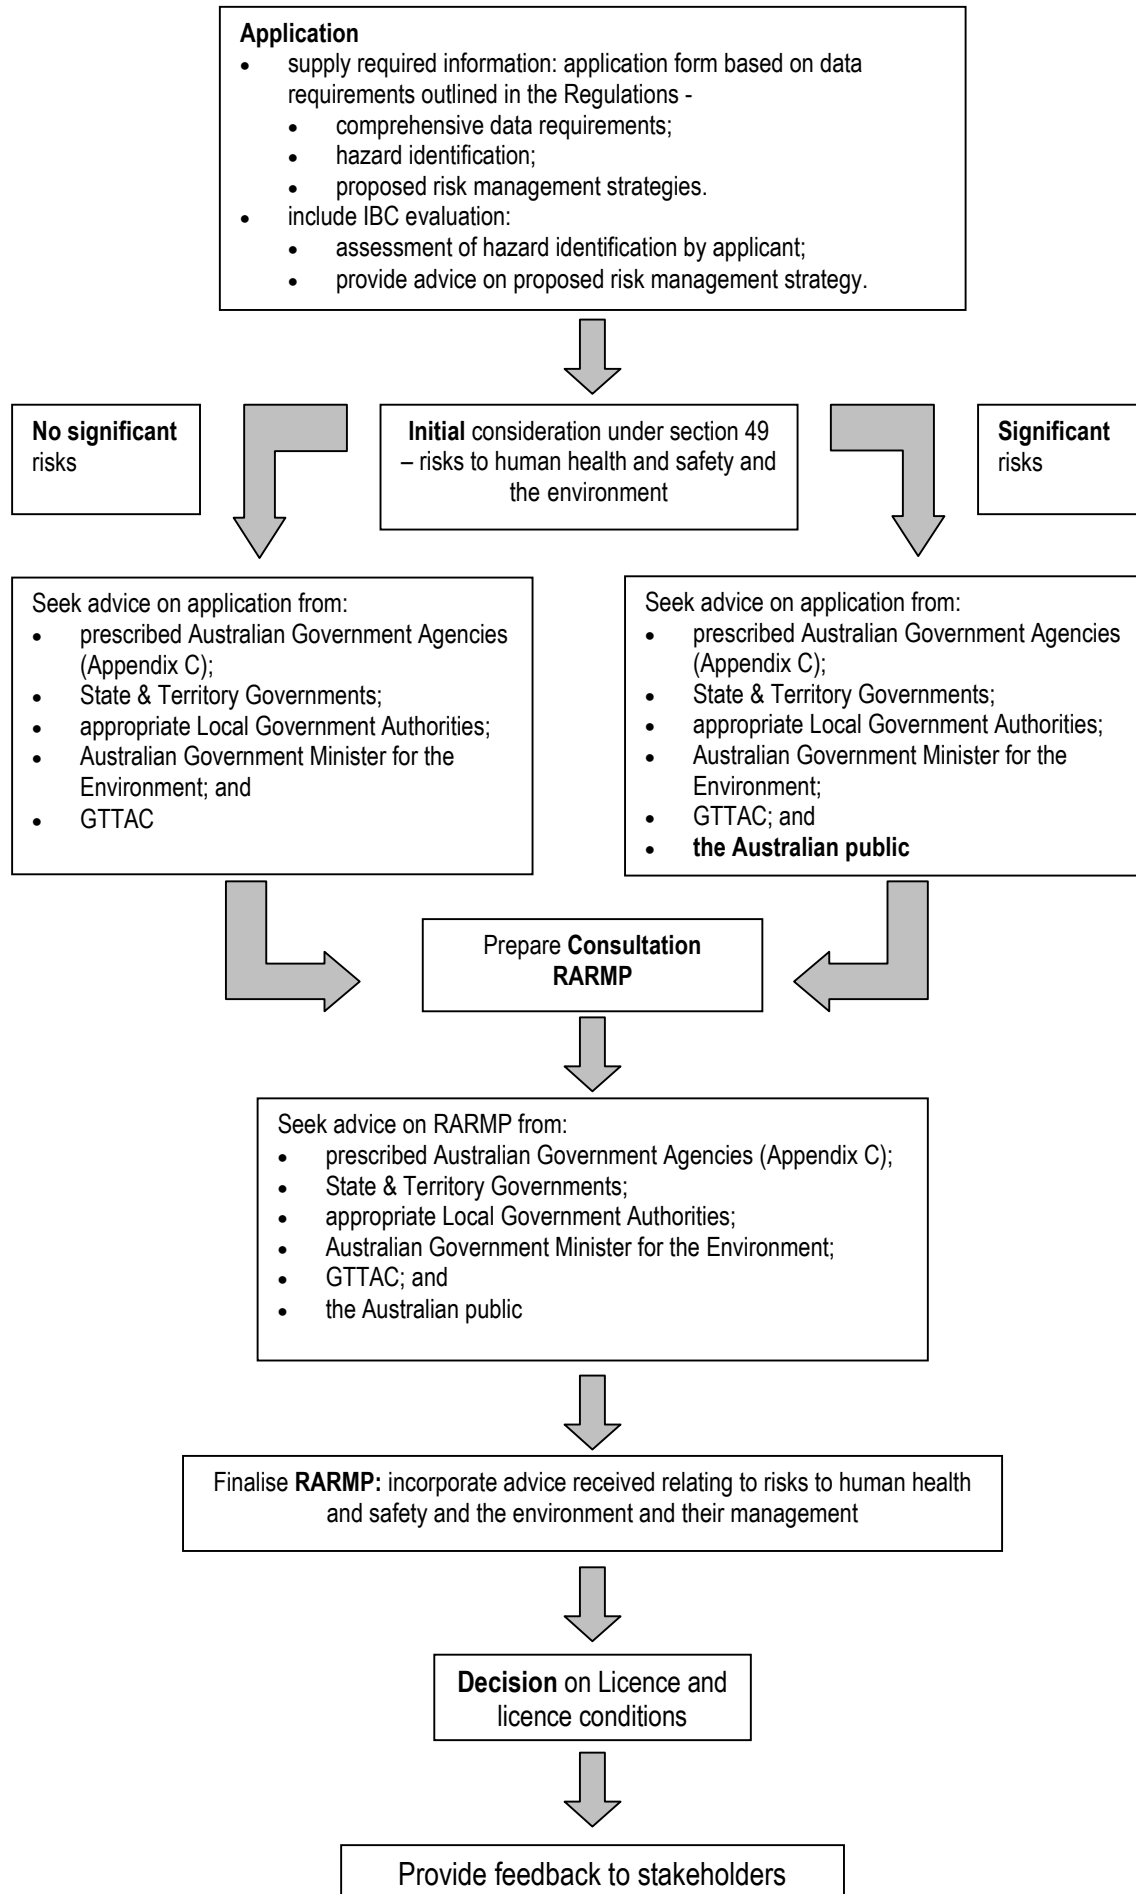 Application
• supply required information: application form based on data
requirements outlined in the Regulations -
• comprehensive data requirements;
• hazard identification;
• proposed risk management strategies.
• include IBC evaluation:
• assessment of hazard identification by applicant;
• provide advice on proposed risk management strategy.
No significant
risks
Initial consideration under section 49
– risks to human health and safety and
the environment
Significant
risks
Seek advice on application from:
• prescribed Australian Government Agencies
(Appendix C);
• State & Territory Governments;
• appropriate Local Government Authorities;
• Australian Government Minister for the
Environment; and
• GTTAC
Seek advice on application from:
• prescribed Australian Government Agencies
(Appendix C);
• State & Territory Governments;
• appropriate Local Government Authorities;
• Australian Government Minister for the
Environment;
• GTTAC; and
• the Australian public
Prepare Consultation
RARMP
Seek advice on RARMP from:
• prescribed Australian Government Agencies (Appendix C);
• State & Territory Governments;
• appropriate Local Government Authorities;
• Australian Government Minister for the Environment;
• GTTAC; and
• the Australian public
Finalise RARMP: incorporate advice received relating to risks to human health
and safety and the environment and their management
Decision on Licence and
licence conditions
Provide feedback to stakeholders